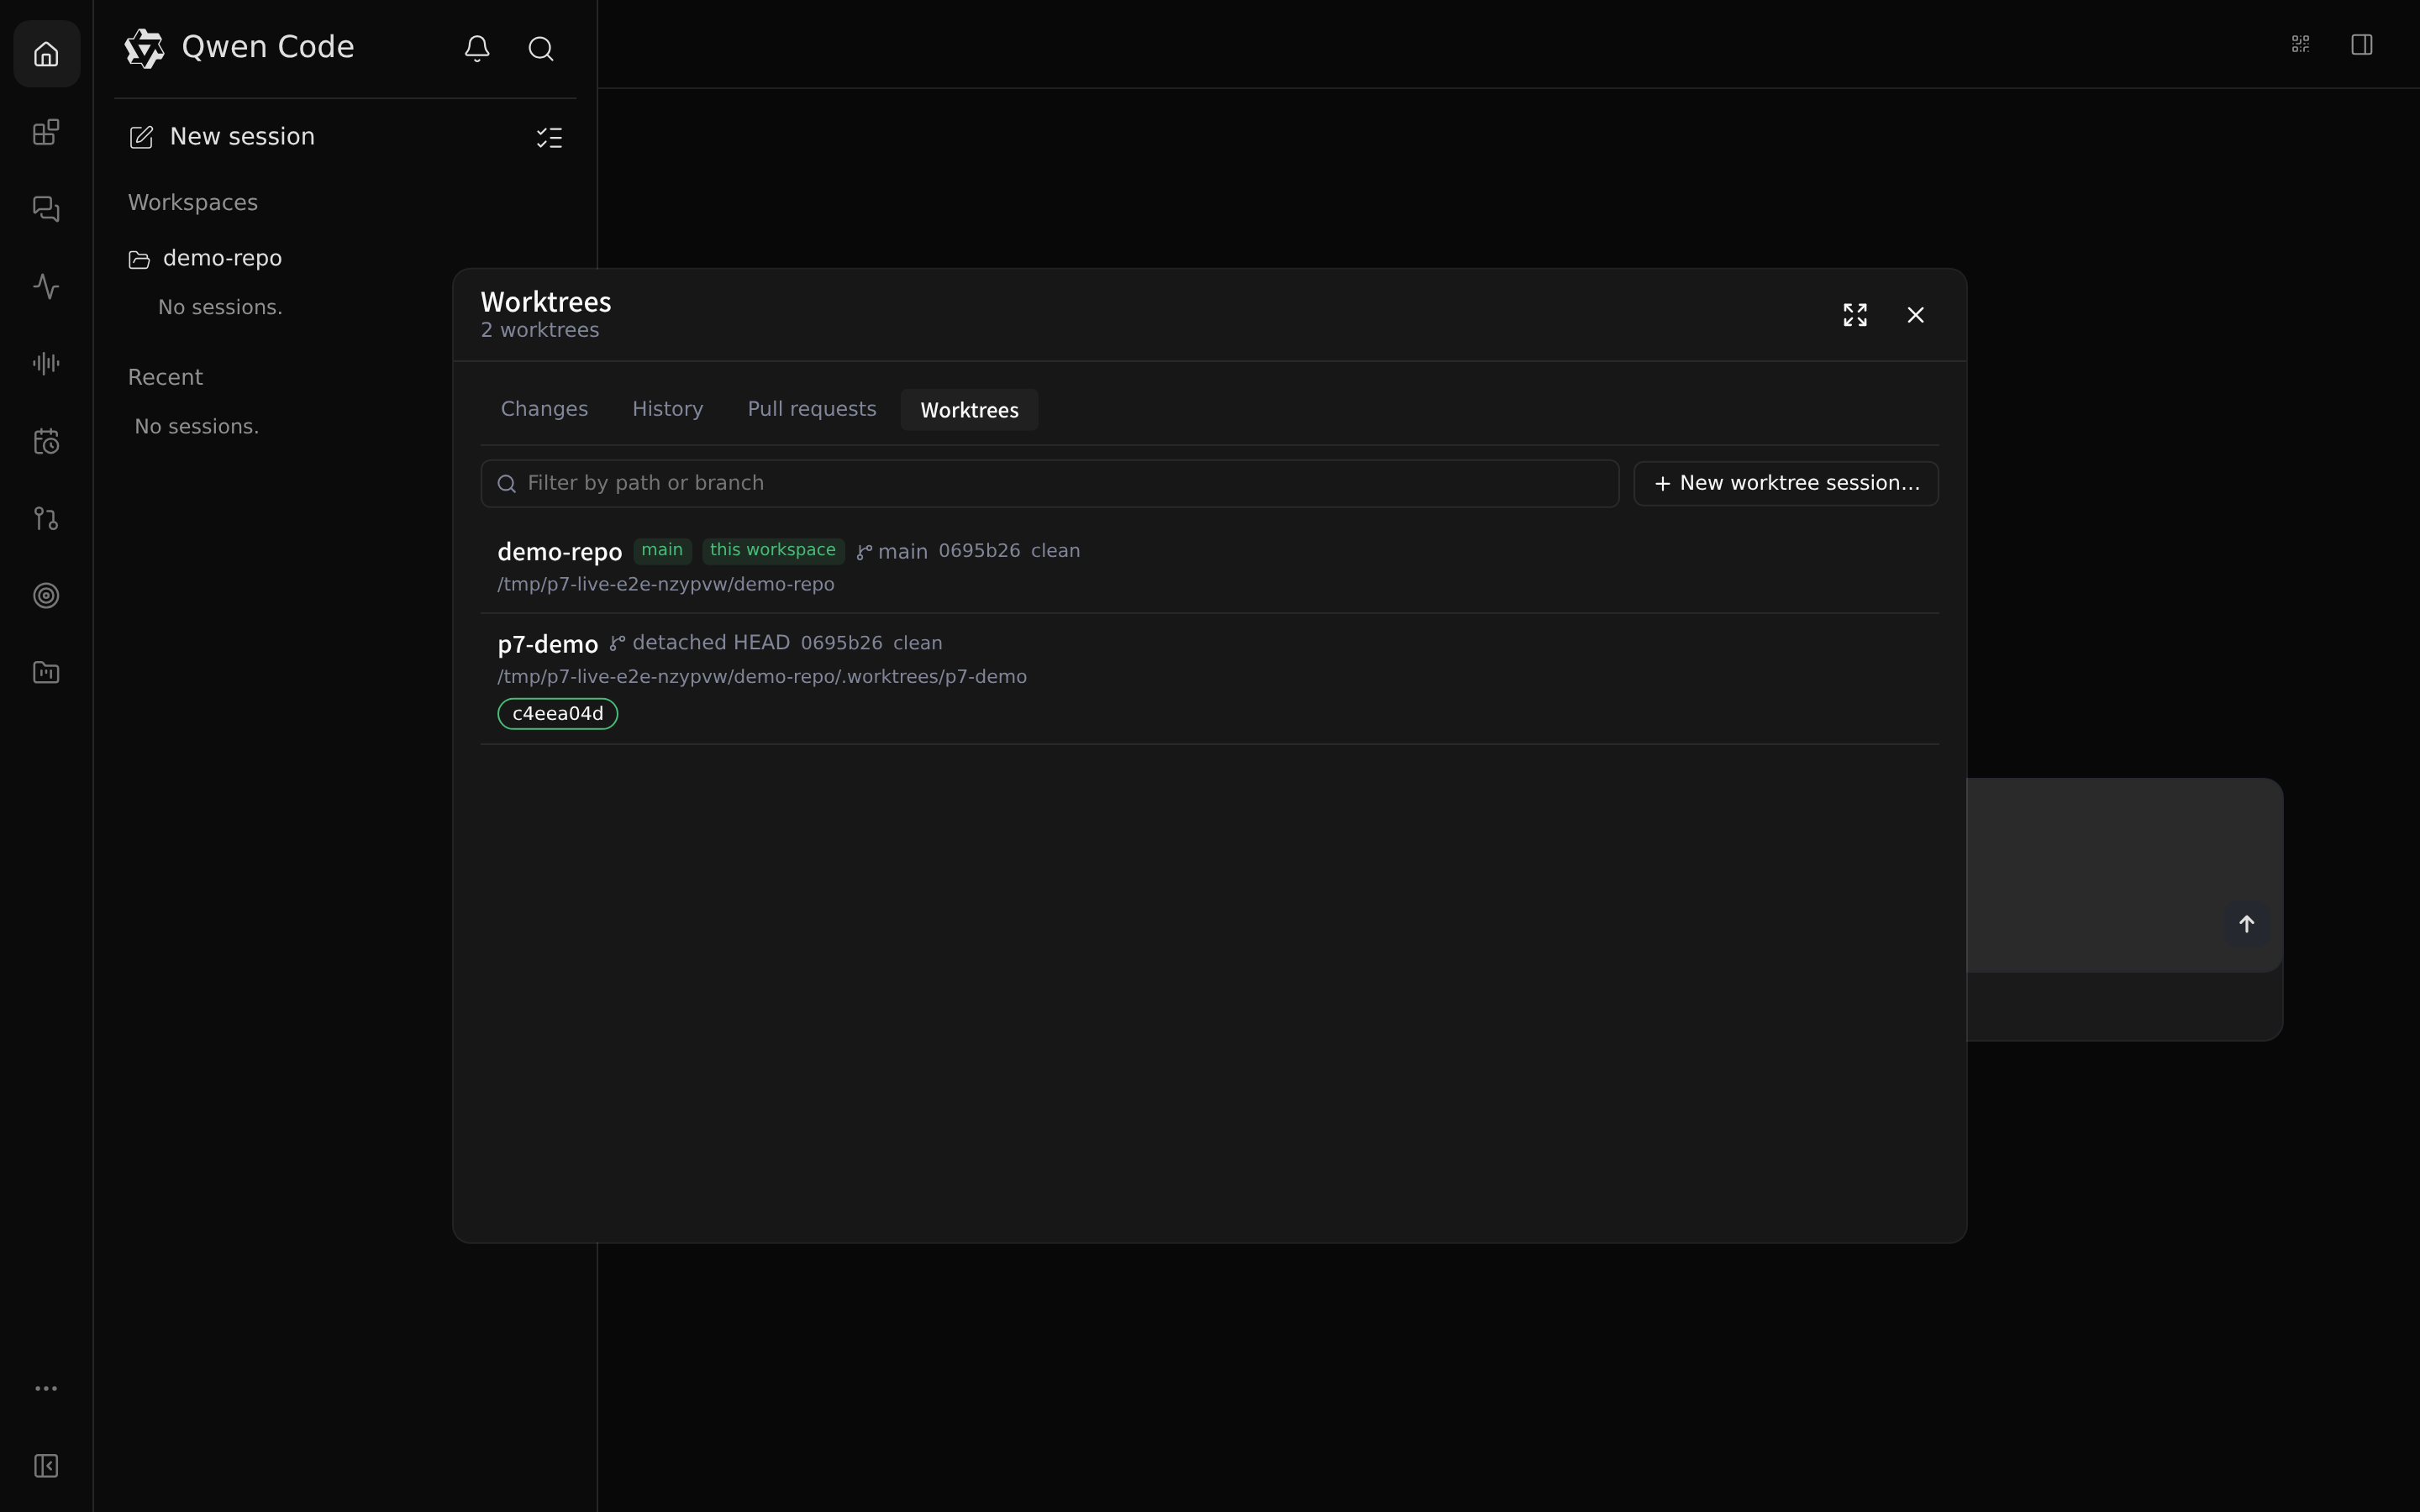 Qwen Code
New session
Workspaces
demo-repo
No sessions.
Recent
No sessions.
Worktrees
2 worktrees
Changes History Pull requests Worktrees
Filter by path or branch
New worktree session...
demo-repo main this workspace main 0695b26 clean
/tmp/p7-live-e2e-nzypvw/demo-repo
p7-demo detached HEAD 0695b26 clean
/tmp/p7-live-e2e-nzypvw/demo-repo/.worktrees/p7-demo
c4eea04d